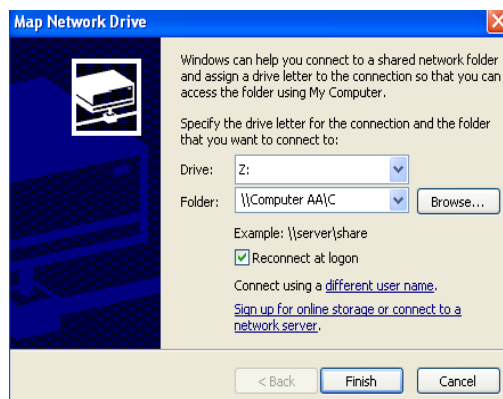 Map Network Drive
Windows can help you connect to a shared network folder
and assign a drive letter to the connection so that you can
access the folder using My Computer.
Specify the drive letter for the connection and the folder
that you want to connect to:
Drive: Z:
Folder: \\Computer AA\C Browse...
Example: \\server\share
Reconnect at logon
Connect using a different user name.
Sign up for online storage or connect to a
network server.
< Back Finish Cancel